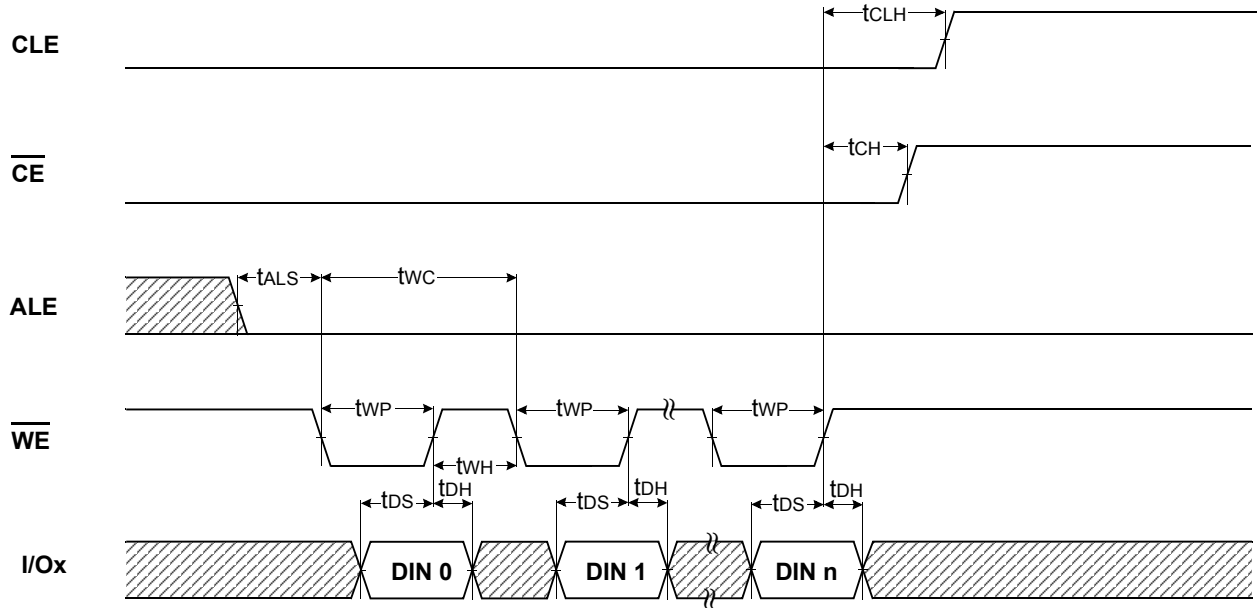 tCLH
CLE
tCH
CE
tALS
tWC
ALE
tWP
tWP
tWP
WE
tWH
tDS
tDH
tDS
tDH
tDS
tDH
I/Ox
DIN 0
DIN 1
DIN n